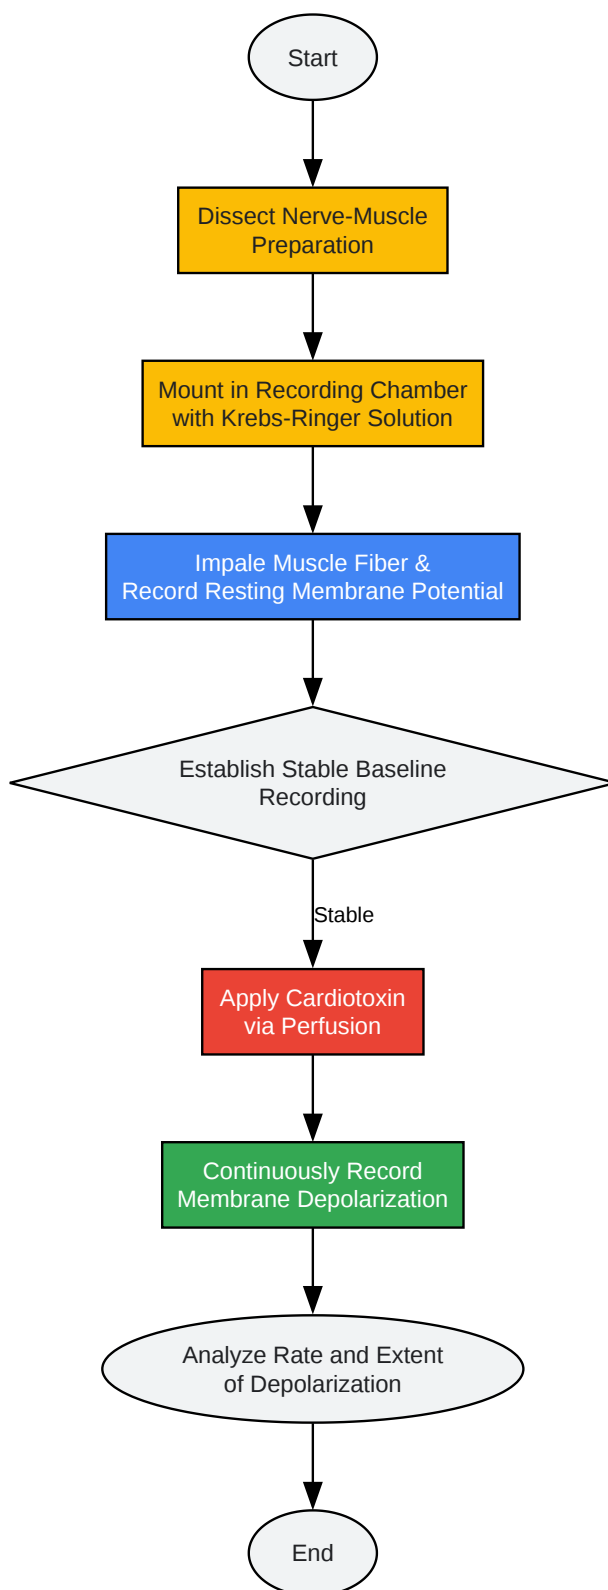 Start
Dissect Nerve-Muscle
Preparation
Mount in Recording Chamber
with Krebs-Ringer Solution
Impale Muscle Fiber &
Record Resting Membrane Potential
Establish Stable Baseline
Recording
Stable
Apply Cardiotoxin
via Perfusion
Continuously Record
Membrane Depolarization
Analyze Rate and Extent
of Depolarization
End